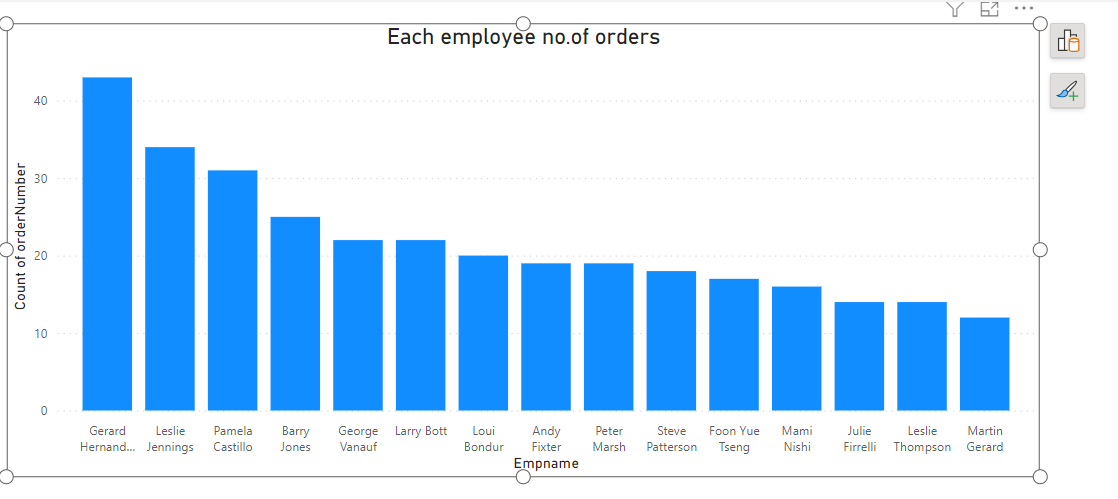 Each employee no.of orders
Count of orderNumber
40
30
20
10
0
Gerard Hernand...
Leslie Jennings
Pamela Castillo
Barry Jones
George Vanauf
Larry Bott
Loui Bondur
Andy Fixter
Peter Marsh
Steve Patterson
Foon Yue Tseng
Mami Nishi
Julie Firrelli
Leslie Thompson
Martin Gerard
Empname